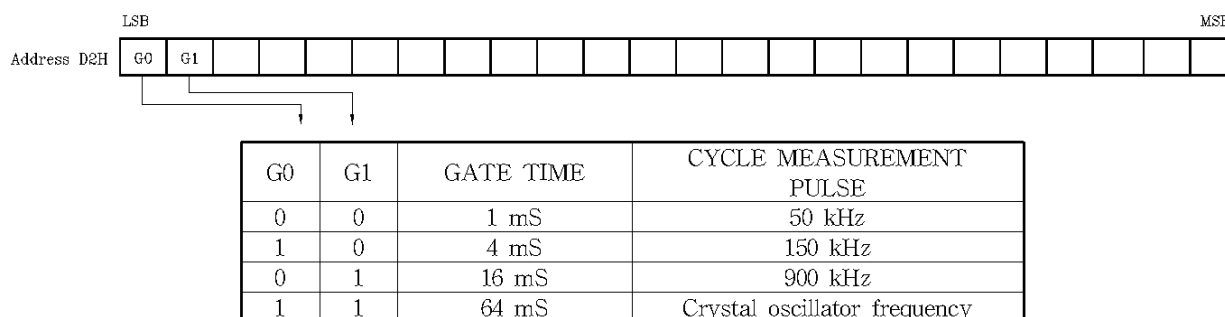 LSB MSB
Address D2H G0 G1
G0 G1 GATE TIME CYCLE MEASUREMENT
PULSE
0 0 1 mS 50 kHz
1 0 4 mS 150 kHz
0 1 16 mS 900 kHz
1 1 64 mS Crystal oscillator frequency